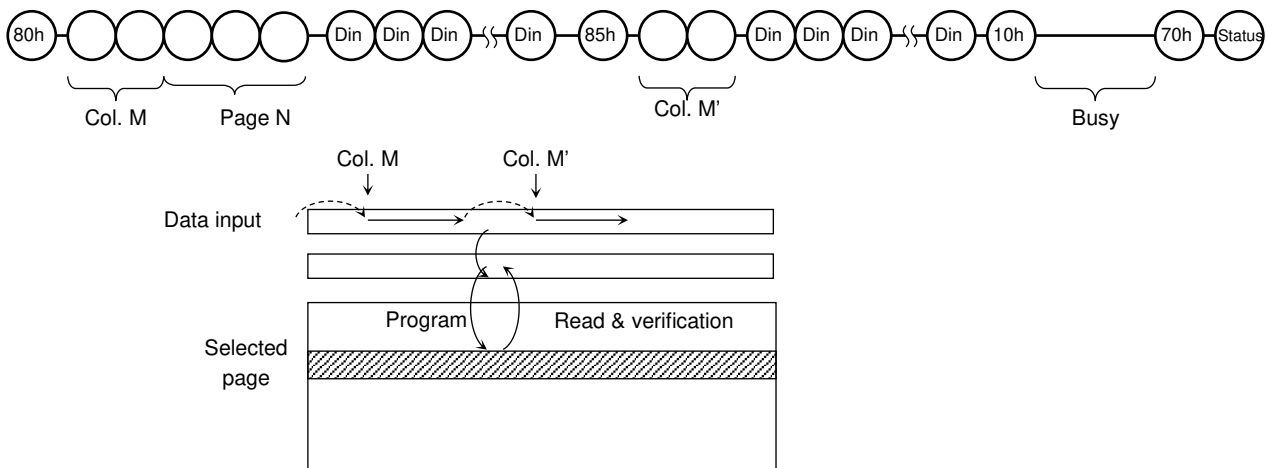 80h Din Din Din Din 85h Din Din Din Din 10h 70h Status
Col. M Page N Col. M' Busy
Col. M Col. M'
Data input
Program Read & verification
Selected
page